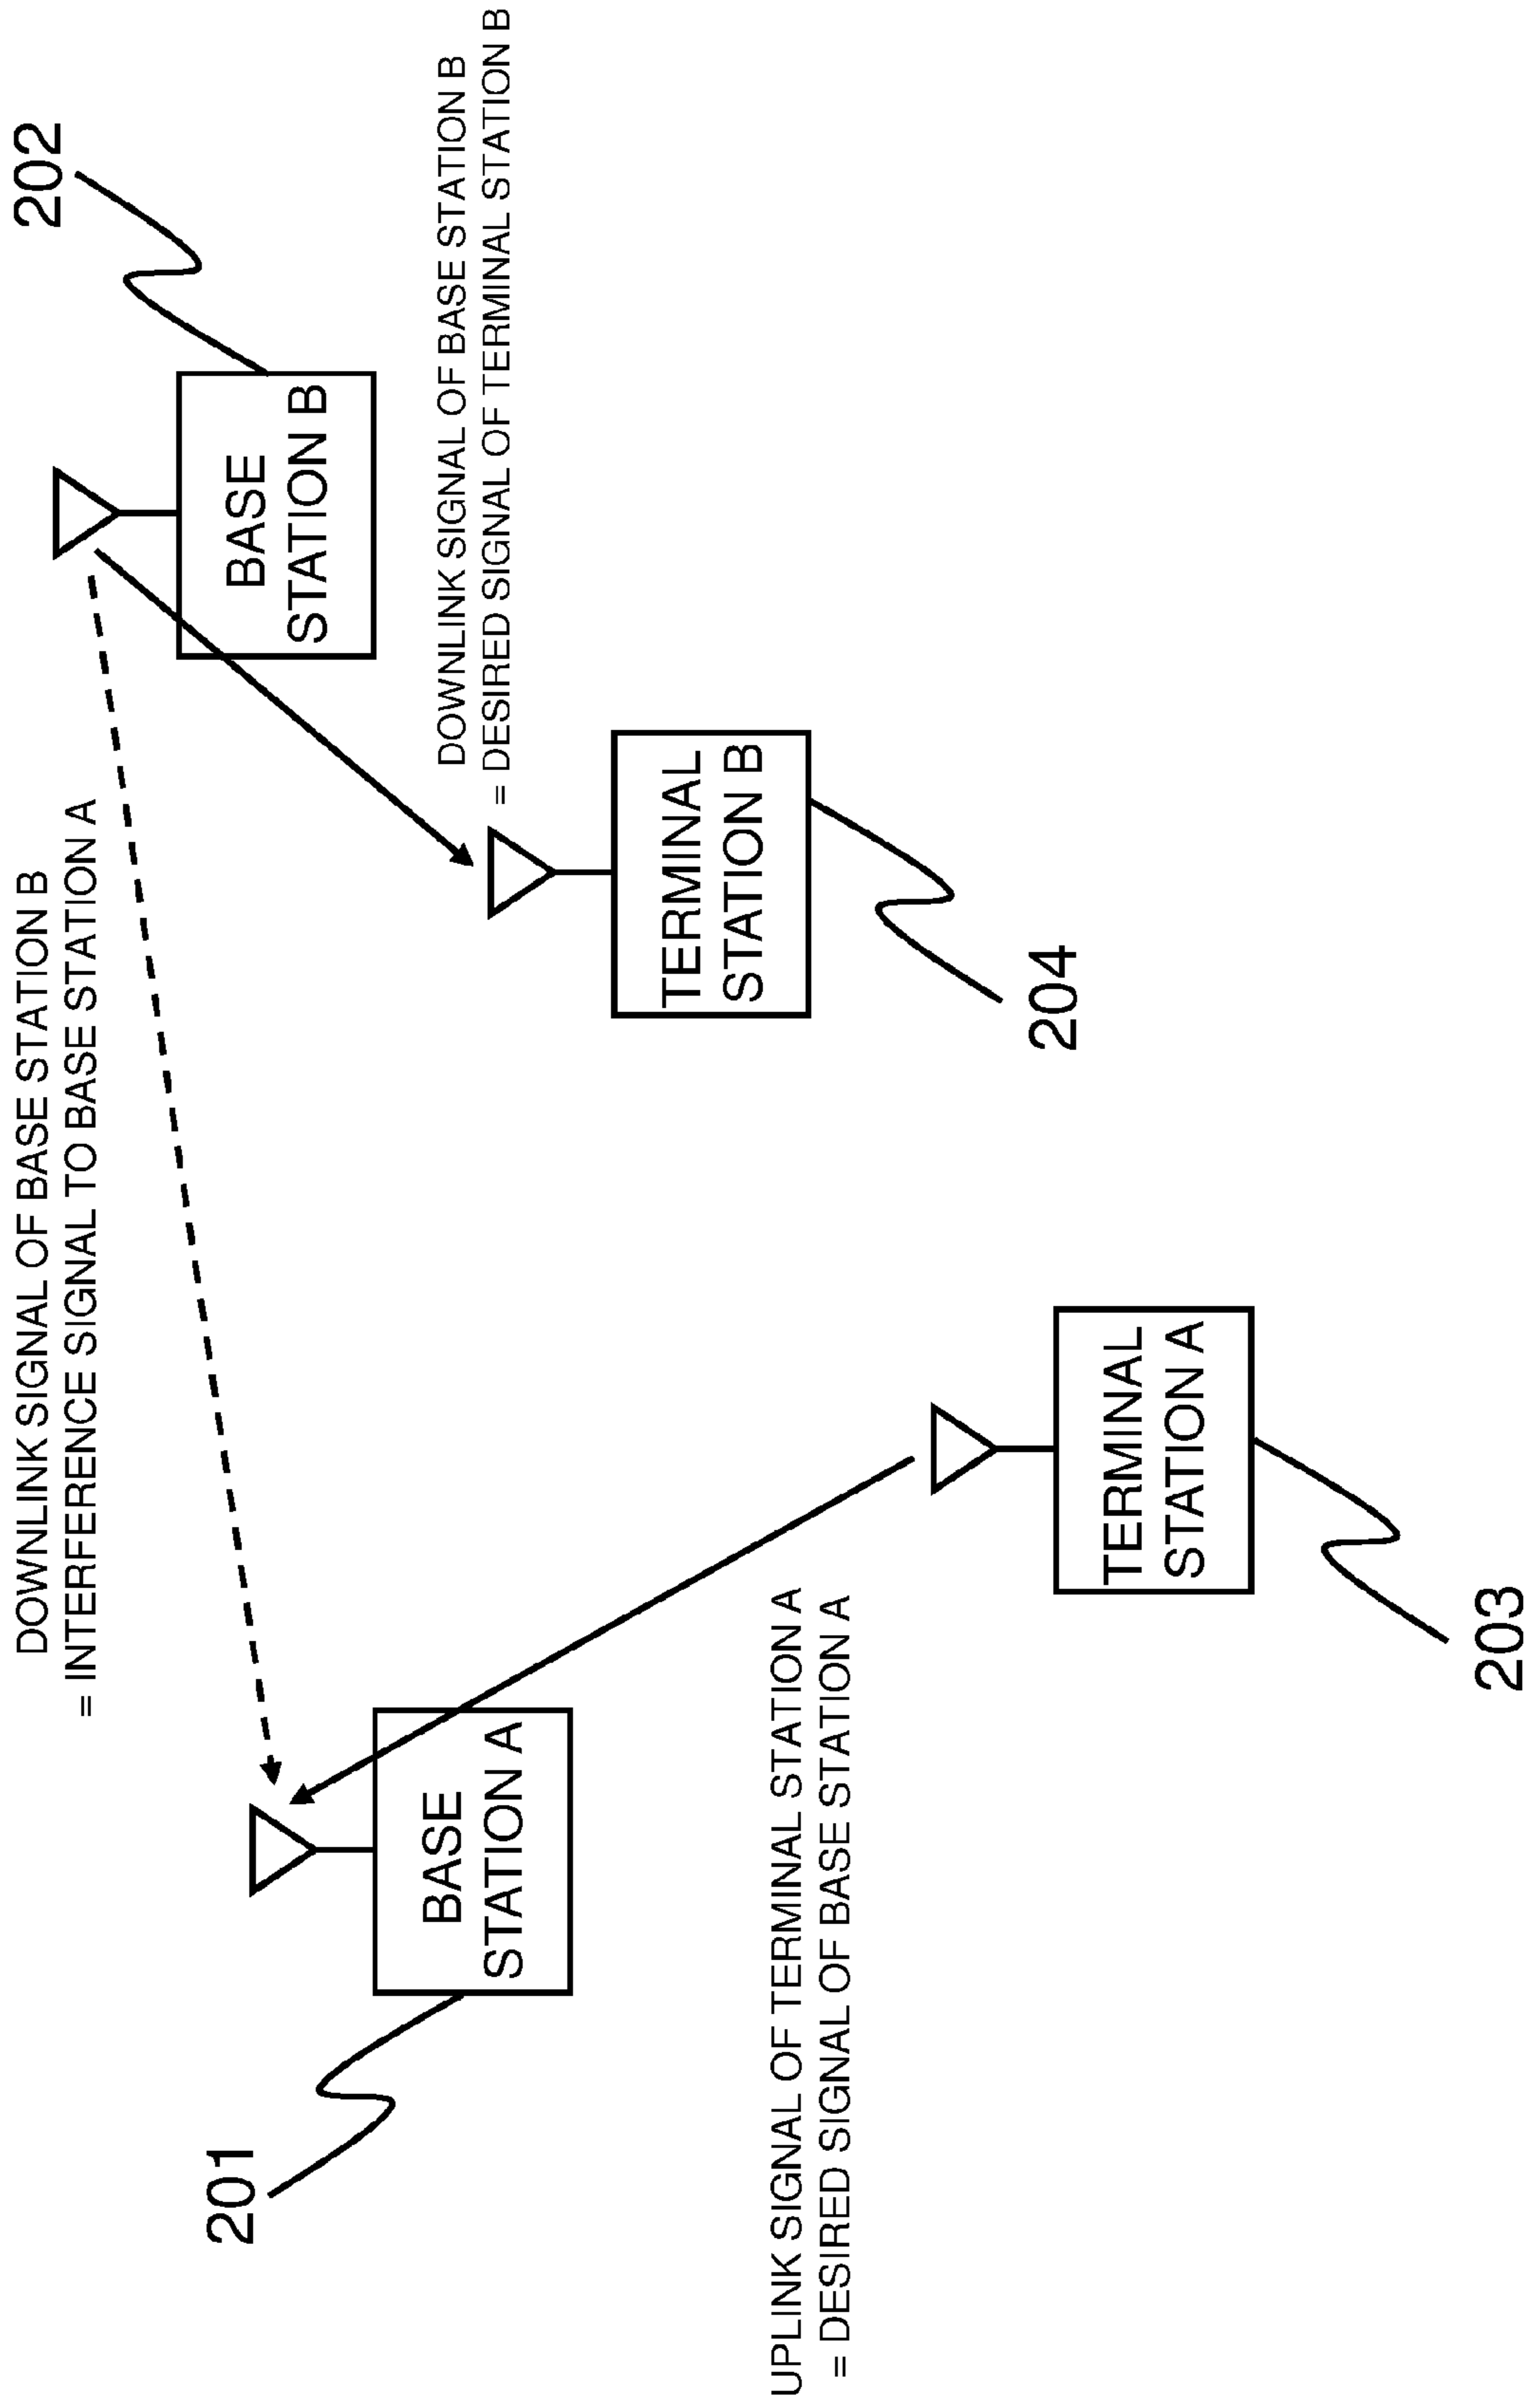 DOWNLINK SIGNAL OF BASE STATION B
= INTERFERENCE SIGNAL TO BASE STATION A
202
201
BASE
STATION B
BASE
STATION A
DOWNLINK SIGNAL OF BASE STATION B
= DESIRED SIGNAL OF TERMINAL STATION B
TERMINAL
STATION B
UPLINK SIGNAL OF TERMINAL STATION A
= DESIRED SIGNAL OF BASE STATION A
204
TERMINAL
STATION A
203